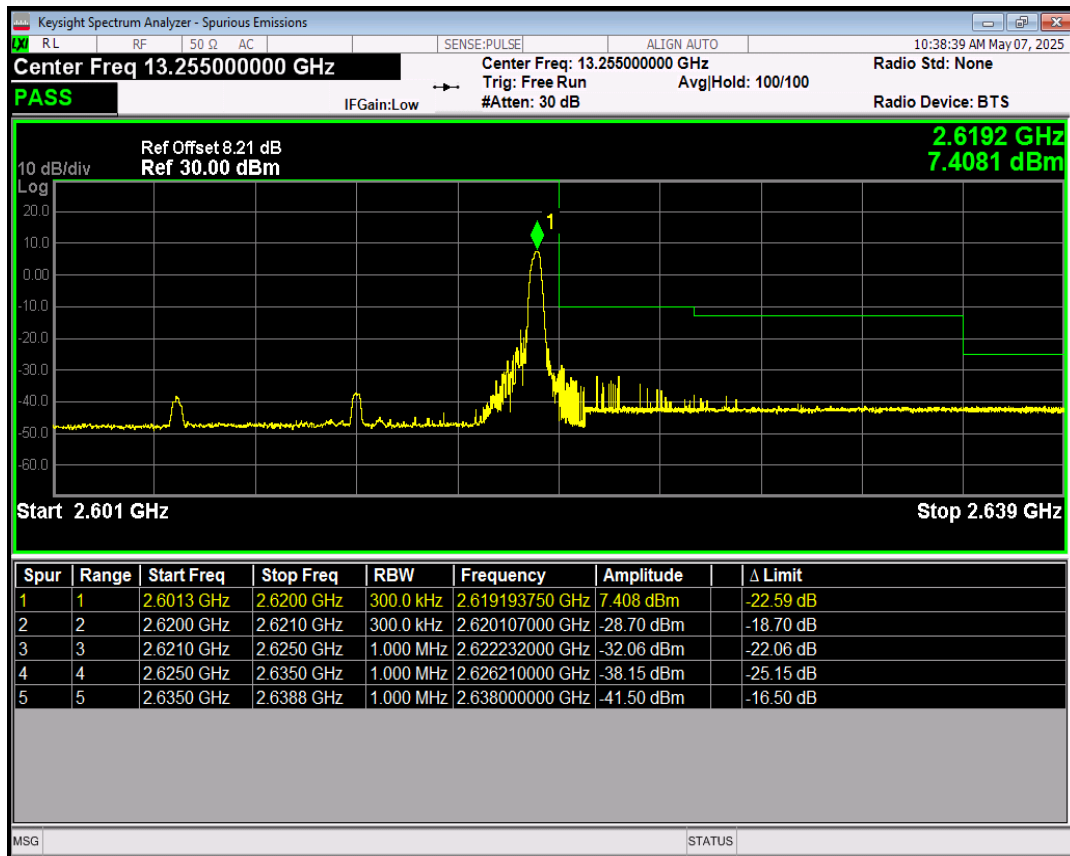 Keysight Spectrum Analyzer - Spurious Emissions
LXI RL RF 50 Ω AC SENSE:PULSE ALIGN AUTO 10:38:39 AM May 07, 2025
Center Freq 13.255000000 GHz
Center Freq: 13.255000000 GHz Radio Std: None
Trig: Free Run Avg|Hold: 100/100
PASS
IFGain:Low #Atten: 30 dB Radio Device: BTS
2.6192 GHz
7.4081 dBm
Ref Offset 8.21 dB
10 dB/div Ref 30.00 dBm
Log
20.0
1
10.0
0.00
-10.0
-20.0
-30.0
-40.0
-50.0
-60.0
Start 2.601 GHz Stop 2.639 GHz
Spur Range Start Freq Stop Freq RBW Frequency Amplitude Δ Limit
1 1 2.6013 GHz 2.6200 GHz 300.0 kHz 2.619193750 GHz 7.408 dBm -22.59 dB
2 2 2.6200 GHz 2.6210 GHz 300.0 kHz 2.620107000 GHz -28.70 dBm -18.70 dB
3 3 2.6210 GHz 2.6250 GHz 1.000 MHz 2.622232000 GHz -32.06 dBm -22.06 dB
4 4 2.6250 GHz 2.6350 GHz 1.000 MHz 2.626210000 GHz -38.15 dBm -25.15 dB
5 5 2.6350 GHz 2.6388 GHz 1.000 MHz 2.638000000 GHz -41.50 dBm -16.50 dB
MSG STATUS